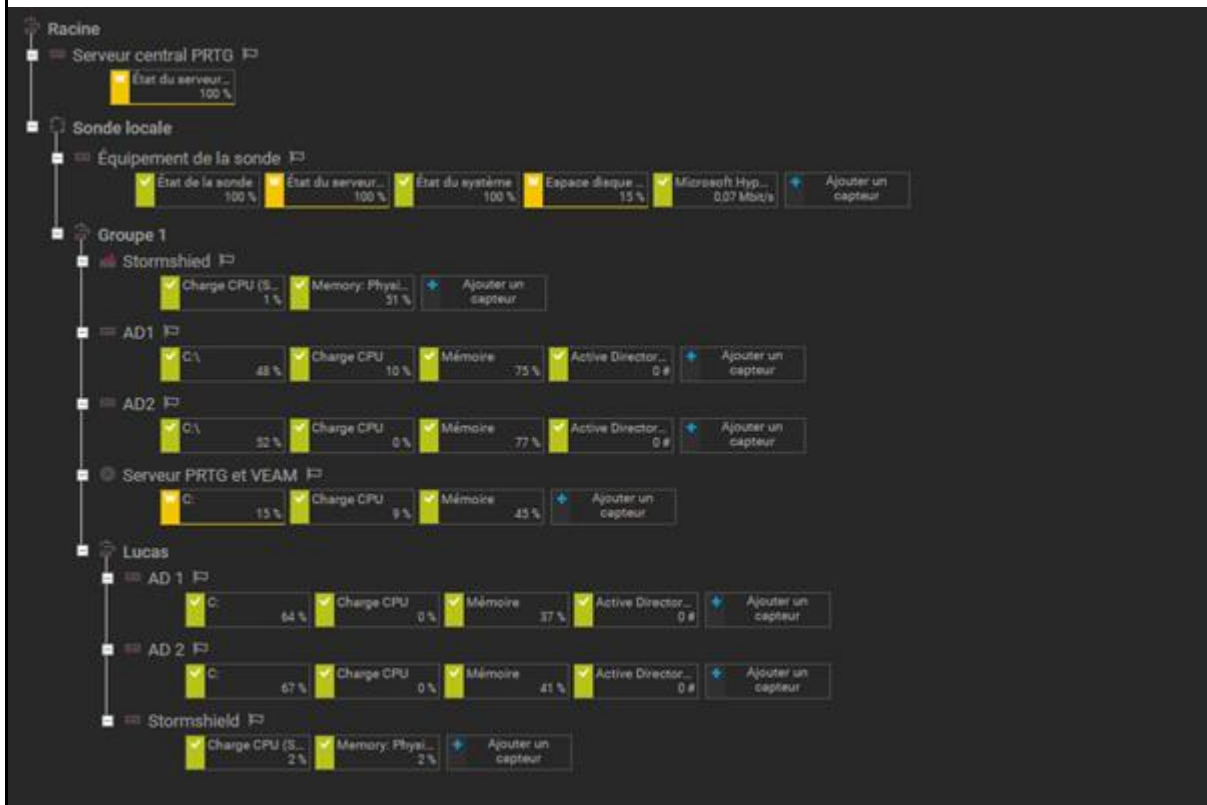 Racine
Serveur central PRTG
État du serveur...
100 %
Sonde locale
Équipement de la sonde
État de la sonde
100 %
État du serveur...
100 %
État du système
100 %
Espace disque ...
15 %
Microsoft Hyp...
0,07 Mbit/s
Ajouter un
capteur
Groupe 1
Stormshied
Charge CPU (S...
1 %
Memory: Physi...
51 %
Ajouter un
capteur
AD1
C:\
48 %
Charge CPU
10 %
Mémoire
75 %
Active Director...
0 #
Ajouter un
capteur
AD2
C:\
52 %
Charge CPU
0 %
Mémoire
77 %
Active Director...
0 #
Ajouter un
capteur
Serveur PRTG et VEAM
C:
15 %
Charge CPU
9 %
Mémoire
45 %
Ajouter un
capteur
Lucas
AD 1
C:
64 %
Charge CPU
0 %
Mémoire
37 %
Active Director...
0 #
Ajouter un
capteur
AD 2
C:
67 %
Charge CPU
0 %
Mémoire
41 %
Active Director...
0 #
Ajouter un
capteur
Stormshield
Charge CPU (S...
2 %
Memory: Physi...
2 %
Ajouter un
capteur